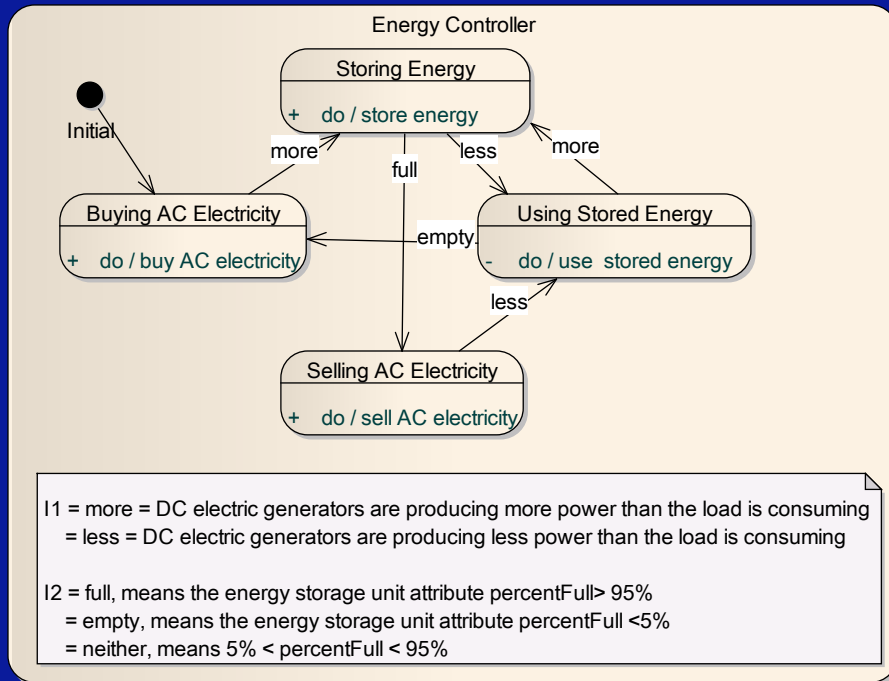 Energy Controller
Storing Energy
+ do / store energy
Initial
more
full
less
more
Buying AC Electricity
+ do / buy AC electricity
empty
Using Stored Energy
- do / use stored energy
less
Selling AC Electricity
+ do / sell AC electricity
I1 = more = DC electric generators are producing more power than the load is consuming
= less = DC electric generators are producing less power than the load is consuming
I2 = full, means the energy storage unit attribute percentFull> 95%
= empty, means the energy storage unit attribute percentFull <5%
= neither, means 5% < percentFull < 95%